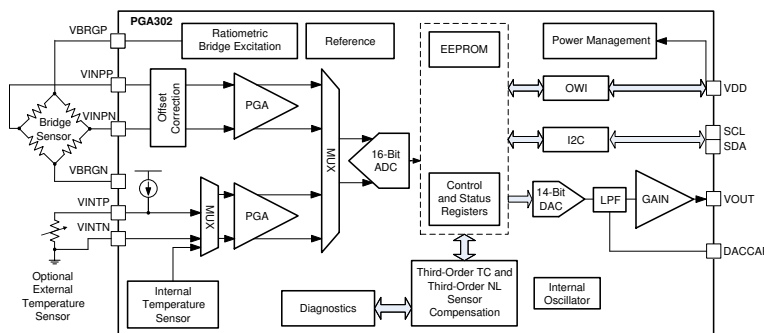 PGA302
VBRGP
Ratiometric
Bridge Excitation
Reference
EEPROM
Power Management
VINPP
VINPN
Offset
Correction
PGA
Bridge
Sensor
MUX
16-Bit
ADC
OWI
VDD
I2C
SCL
SDA
VBRGN
VINTP
VINTN
MUX
PGA
Control
and Status
Registers
14-Bit
DAC
LPF
GAIN
VOUT
DACCAP
Optional
External
Temperature
Sensor
Internal
Temperature
Sensor
Diagnostics
Third-Order TC and
Third-Order NL
Sensor
Compensation
Internal
Oscillator